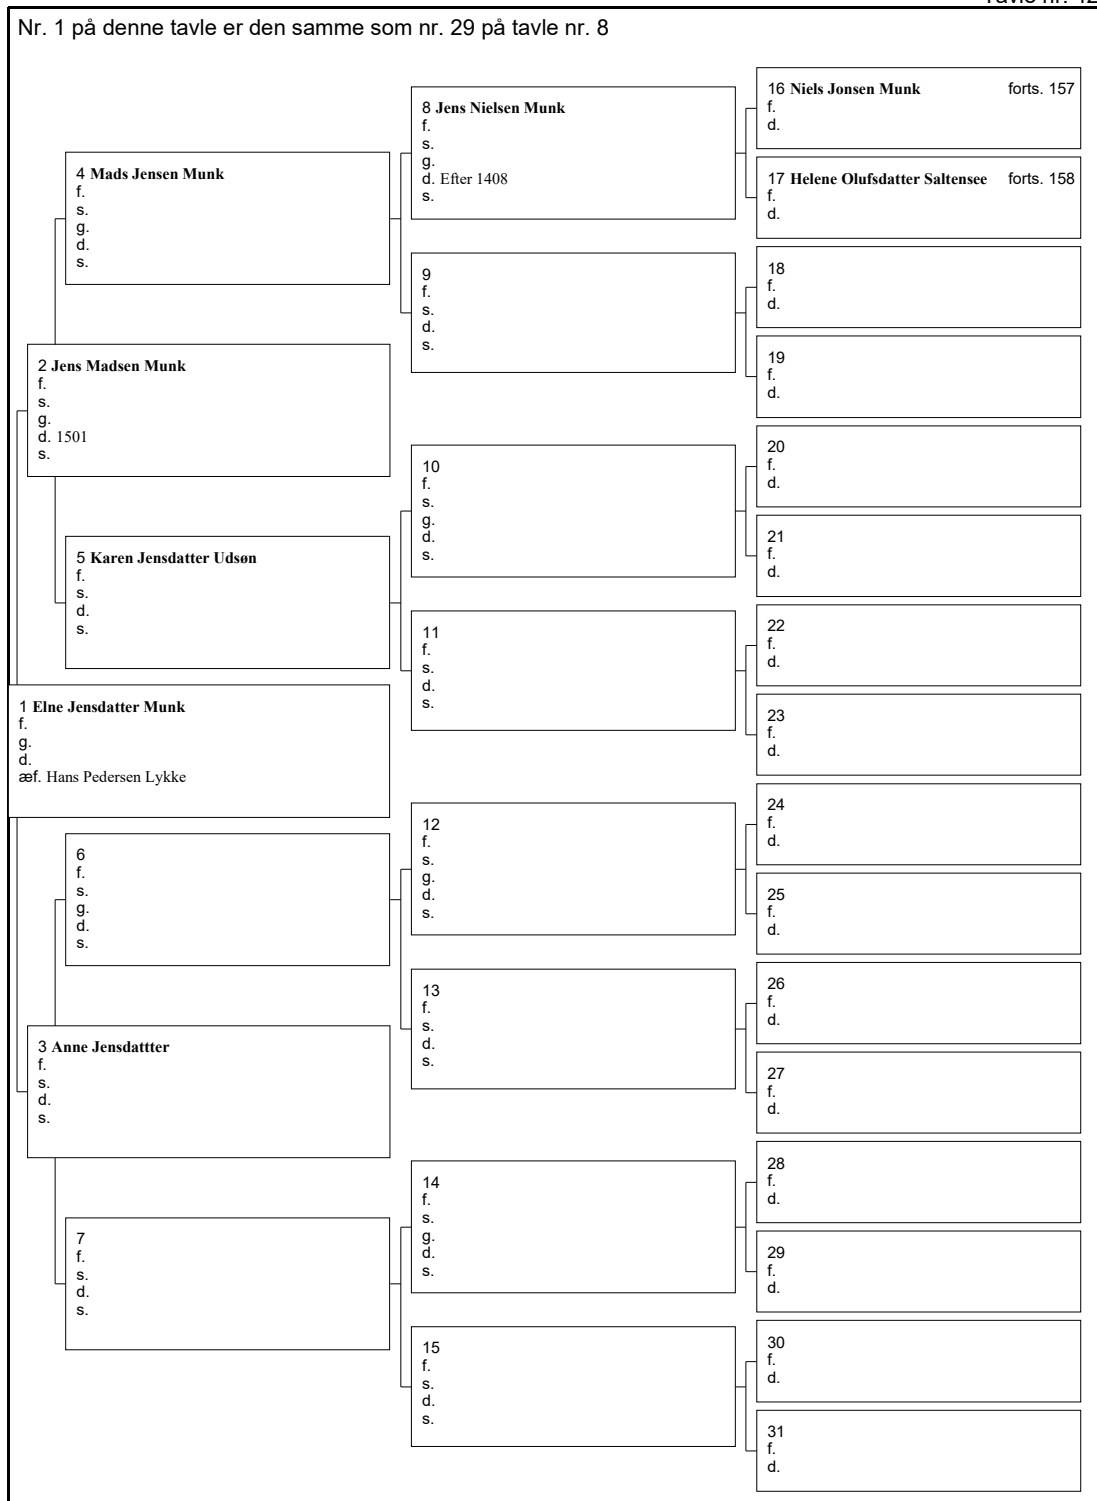 Nr. 1 på denne tavle er den samme som nr. 29 på tavle nr. 8
16 Niels Jonsen Munk forts. 157
f.
d.
8 Jens Nielsen Munk
f.
s.
g.
d. Efter 1408
s.
17 Helene Olufsdatter Saltensee forts. 158
f.
d.
4 Mads Jensen Munk
f.
s.
g.
d.
s.
18
f.
d.
9
f.
s.
d.
s.
19
f.
d.
2 Jens Madsen Munk
f.
s.
g.
d. 1501
s.
20
f.
d.
10
f.
s.
g.
d.
s.
21
f.
d.
5 Karen Jensdatter Udsøn
f.
s.
d.
s.
22
f.
d.
11
f.
s.
d.
s.
23
f.
d.
1 Elne Jensdatter Munk
f.
g.
d.
æf. Hans Pedersen Lykke
24
f.
d.
12
f.
s.
g.
d.
s.
25
f.
d.
6
f.
s.
g.
d.
s.
26
f.
d.
13
f.
s.
d.
s.
27
f.
d.
3 Anne Jensdattter
f.
s.
d.
s.
28
f.
d.
14
f.
s.
g.
d.
s.
29
f.
d.
7
f.
s.
d.
s.
30
f.
d.
15
f.
s.
d.
s.
31
f.
d.